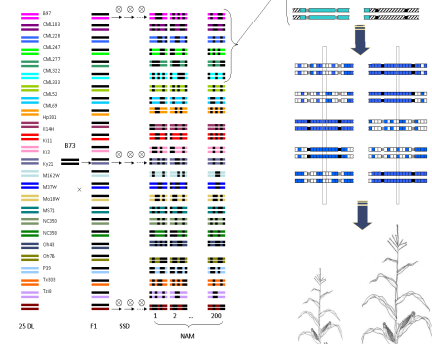 B97
CML103
CML228
CML247
CML277
CML322
CML333
CML52
CML69
Hp301
Il14H
Ki11
Ki3
Ky21
M162W
M37W
Mo18W
MS71
NC350
NC358
Oh43
Oh7B
P39
Tx303
Tzi8
B73
×
25 DL
F1
SSD
1 2 ... 200
NAM